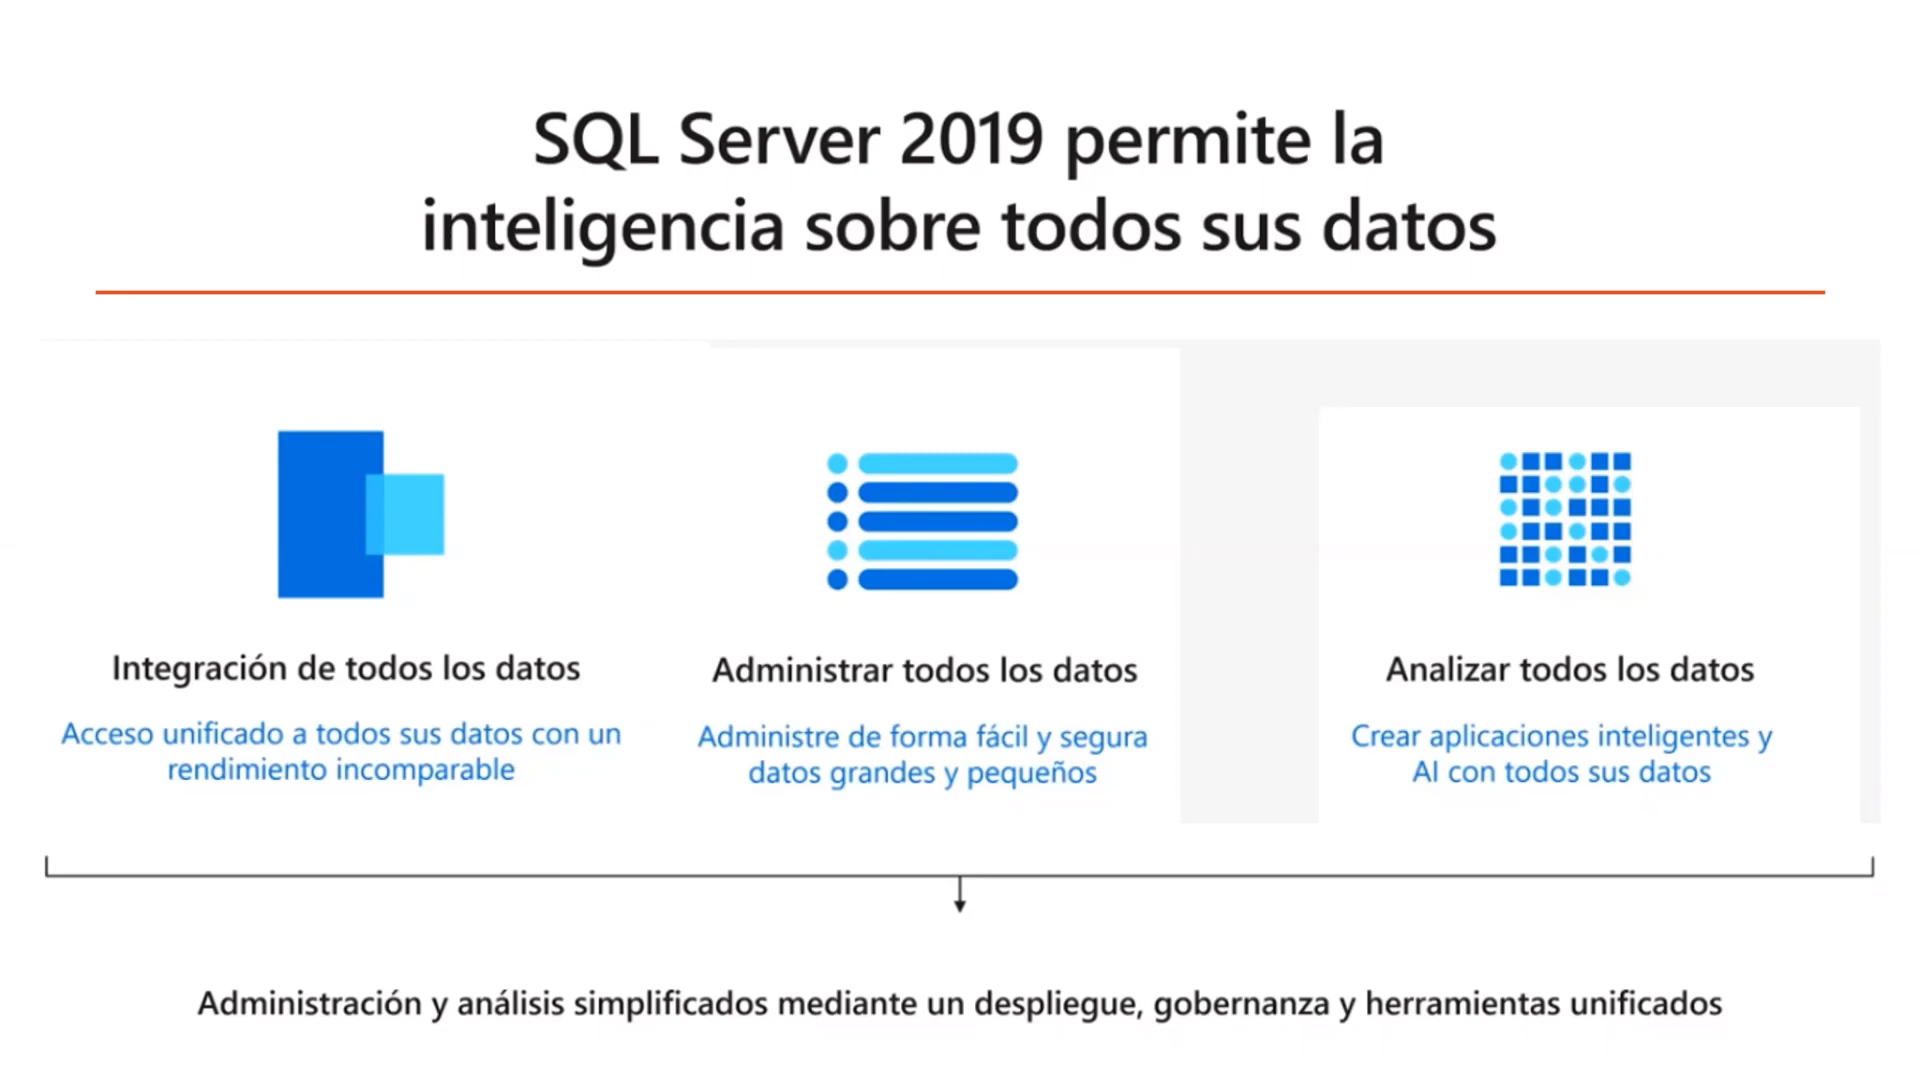 SQL Server 2019 permite la
inteligencia sobre todos sus datos
Integración de todos los datos
Acceso unificado a todos sus datos con un
rendimiento incomparable
Administrar todos los datos
Administre de forma fácil y segura
datos grandes y pequeños
Analizar todos los datos
Crear aplicaciones inteligentes y
AI con todos sus datos
Administración y análisis simplificados mediante un despliegue, gobernanza y herramientas unificados